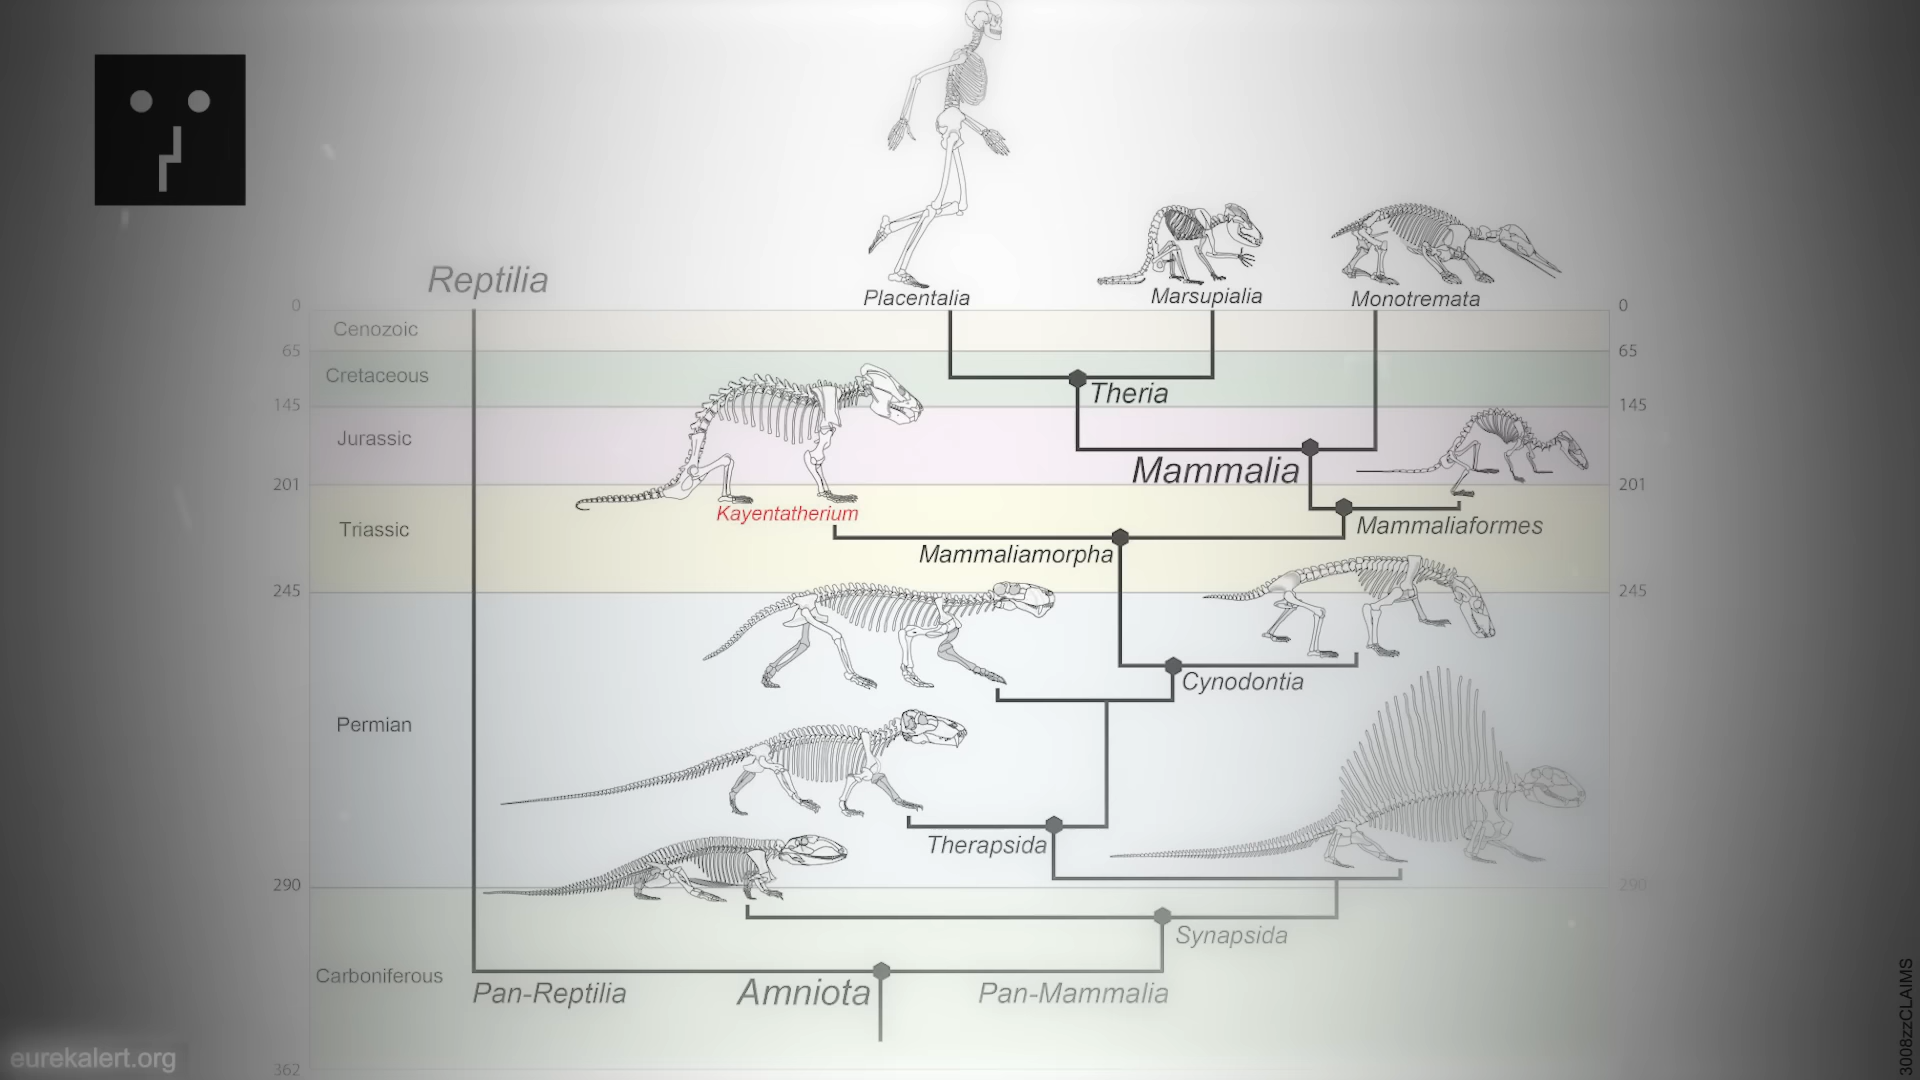 Reptilia
Placentalia
Marsupialia
Monotremata
0
0
Cenozoic
65
65
Cretaceous
Theria
145
145
Jurassic
Mammalia
201
201
Kayentatherium
Triassic
Mammaliaformes
Mammaliamorpha
245
245
Cynodontia
Permian
Therapsida
290
290
Synapsida
Carboniferous
Pan-Reptilia
Amniota
Pan-Mammalia
362
eurekalert.org
3008zzCLAIMS